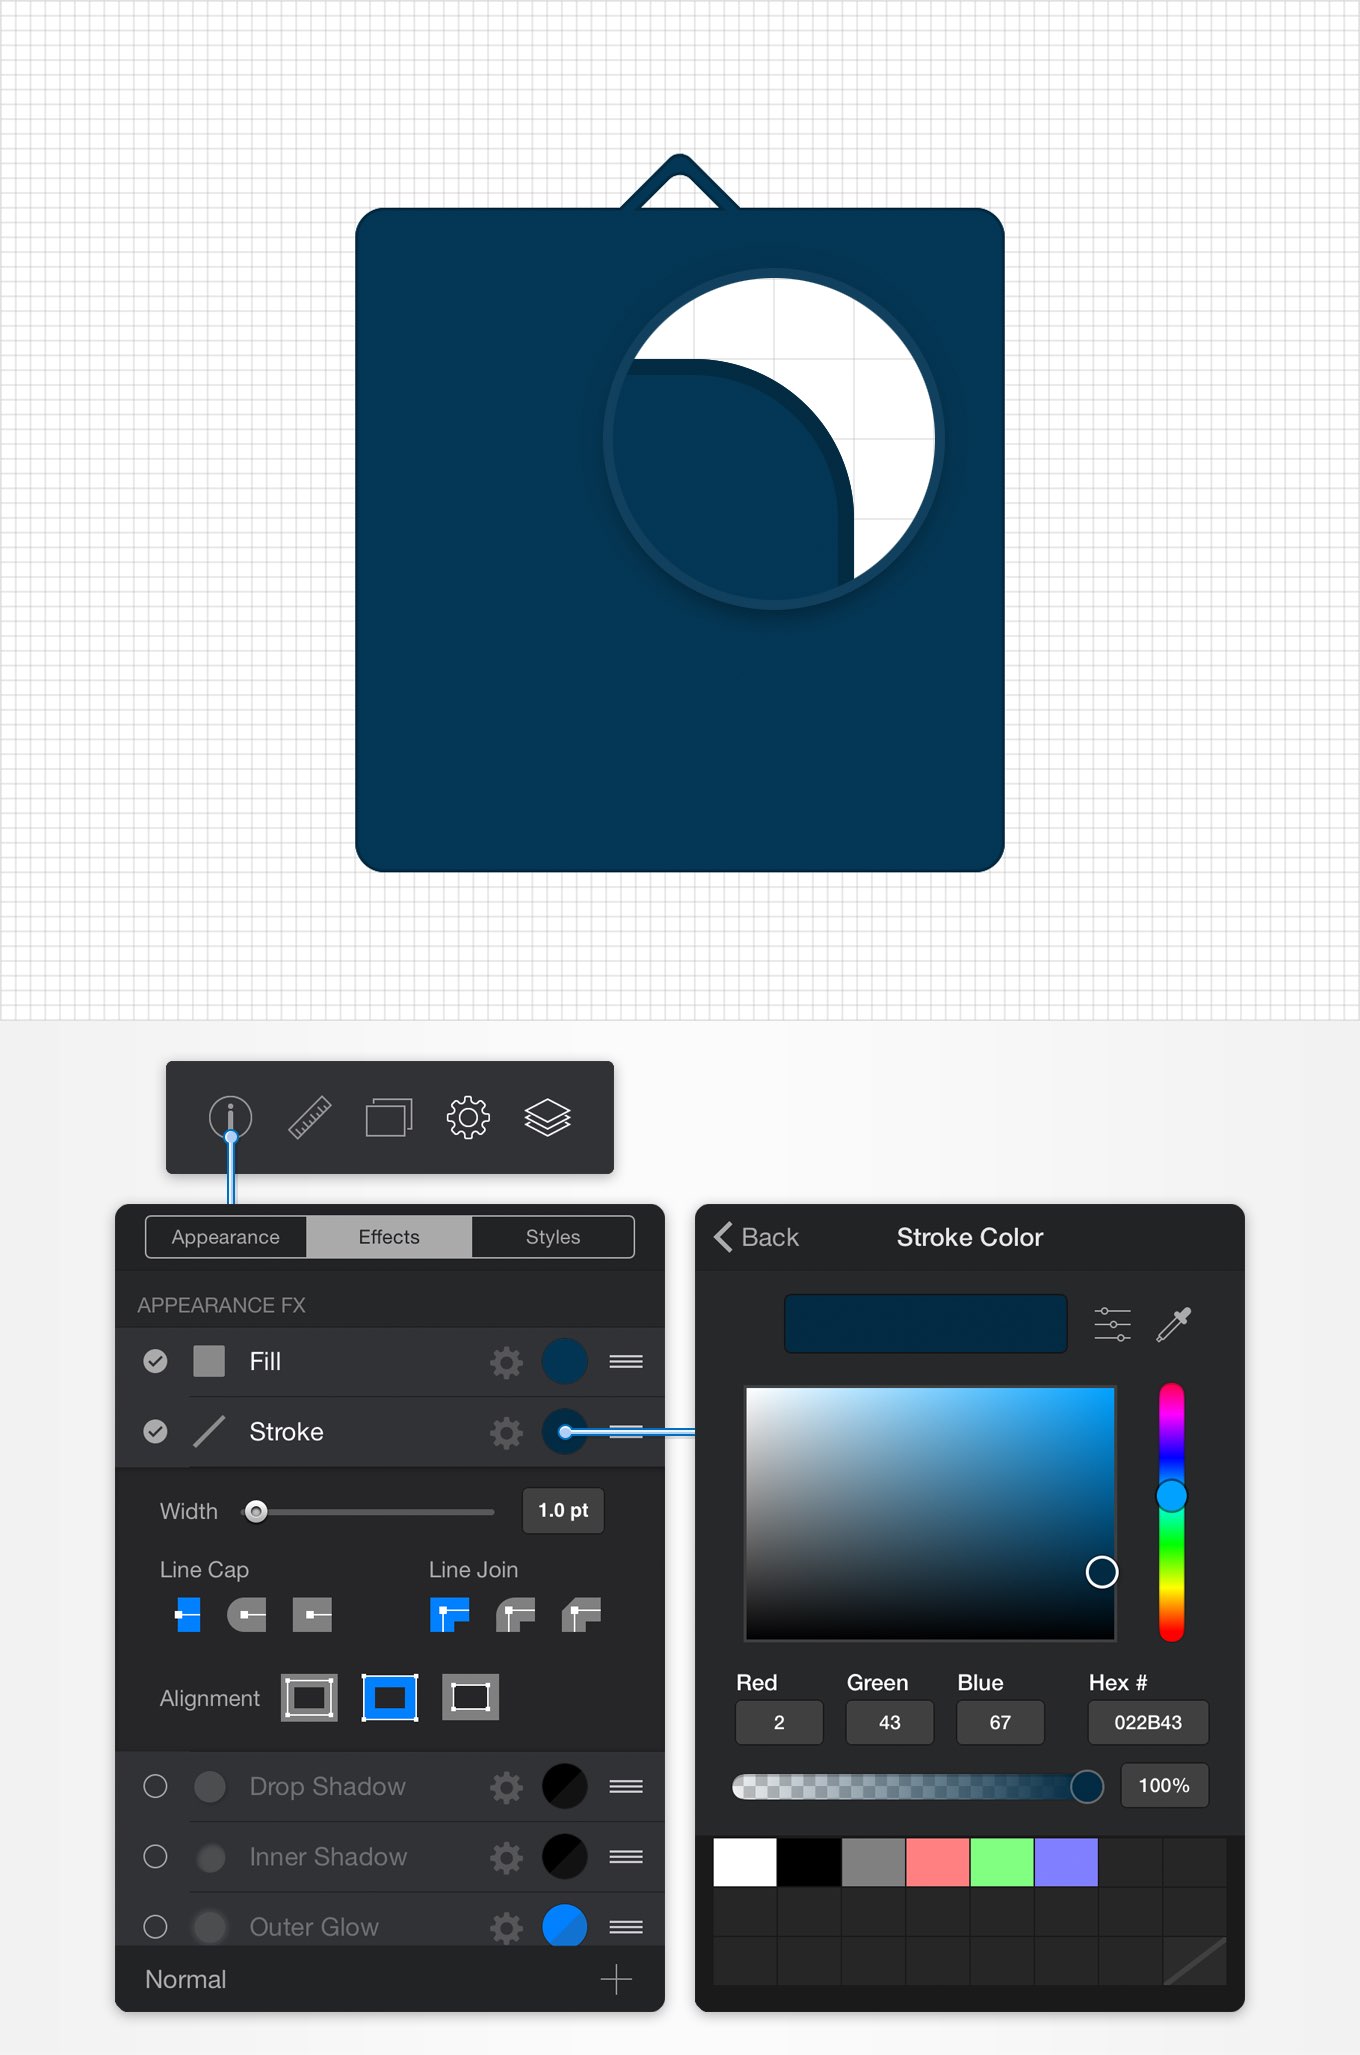 Appearance Effects Styles
APPEARANCE FX
Fill
Stroke
Width 1.0 pt
Line Cap Line Join
Alignment
Drop Shadow
Inner Shadow
Outer Glow
Normal
Back Stroke Color
Red Green Blue Hex #
2 43 67 022B43
100%